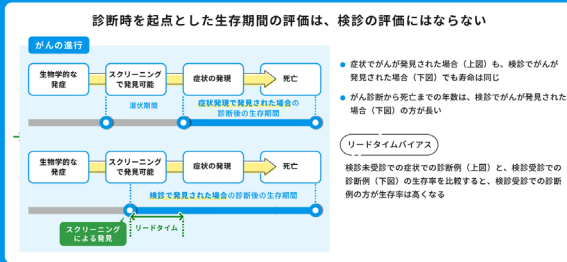 診断時を起点とした生存期間の評価は、検診の評価にはならない
がんの進行
生物学的な
発症
スクリーニング
で発見可能
症状の発現
死亡
潜伏期間
症状発現で発見された場合の
診断後の生存期間
生物学的な
発症
スクリーニング
で発見可能
症状の発現
死亡
検診で発見された場合の診断後の生存期間
スクリーニング
による発見
リードタイム
症状でがんが発見された場合（上図）も、検診でがんが
発見された場合（下図）でも寿命は同じ
がん診断から死亡までの年数は、検診でがんが発見された
場合（下図）の方が長い
リードタイムバイアス
検診未受診での症状での診断例（上図）と、検診受診での
診断例（下図）の生存率を比較すると、検診受診での診断
例の方が生存率は高くなる